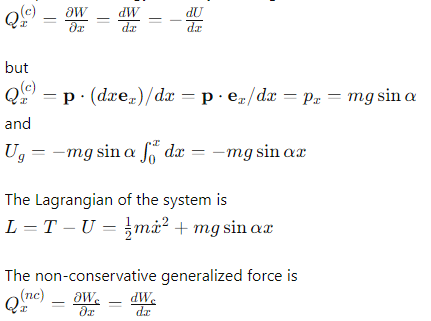 Q_x^{(c)} = ∂W/∂x = dW/dx = −dU/dx
but
Q_x^{(c)} = p · (dxe_x)/dx = p · e_x/dx = p_x = mg sin α
and
U_g = −mg sin α ∫_0^x dx = −mg sin αx
The Lagrangian of the system is
L = T − U = ½mẋ² + mg sin αx
The non-conservative generalized force is
Q_x^{(nc)} = ∂W_c/∂x = dW_c/dx